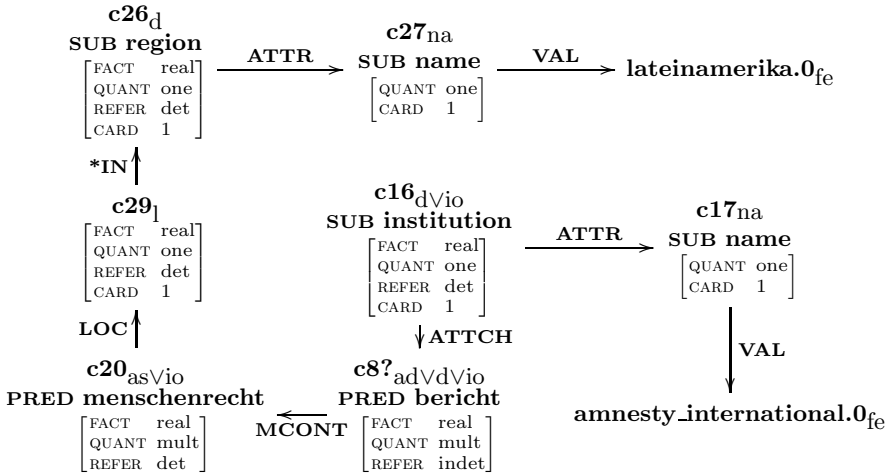 c26d
SUB region
FACT real
QUANT one
REFER det
CARD 1
ATTR
c27na
SUB name
QUANT one
CARD 1
VAL
lateinamerika.0fe
*IN
c29l
FACT real
QUANT one
REFER det
CARD 1
c16d∨io
SUB institution
FACT real
QUANT one
REFER det
CARD 1
ATTR
c17na
SUB name
QUANT one
CARD 1
LOC
ATTCH
VAL
c20as∨io
PRED menschenrecht
FACT real
QUANT mult
REFER det
MCONT
c8?ad∨d∨io
PRED bericht
FACT real
QUANT mult
REFER indet
amnesty_international.0fe